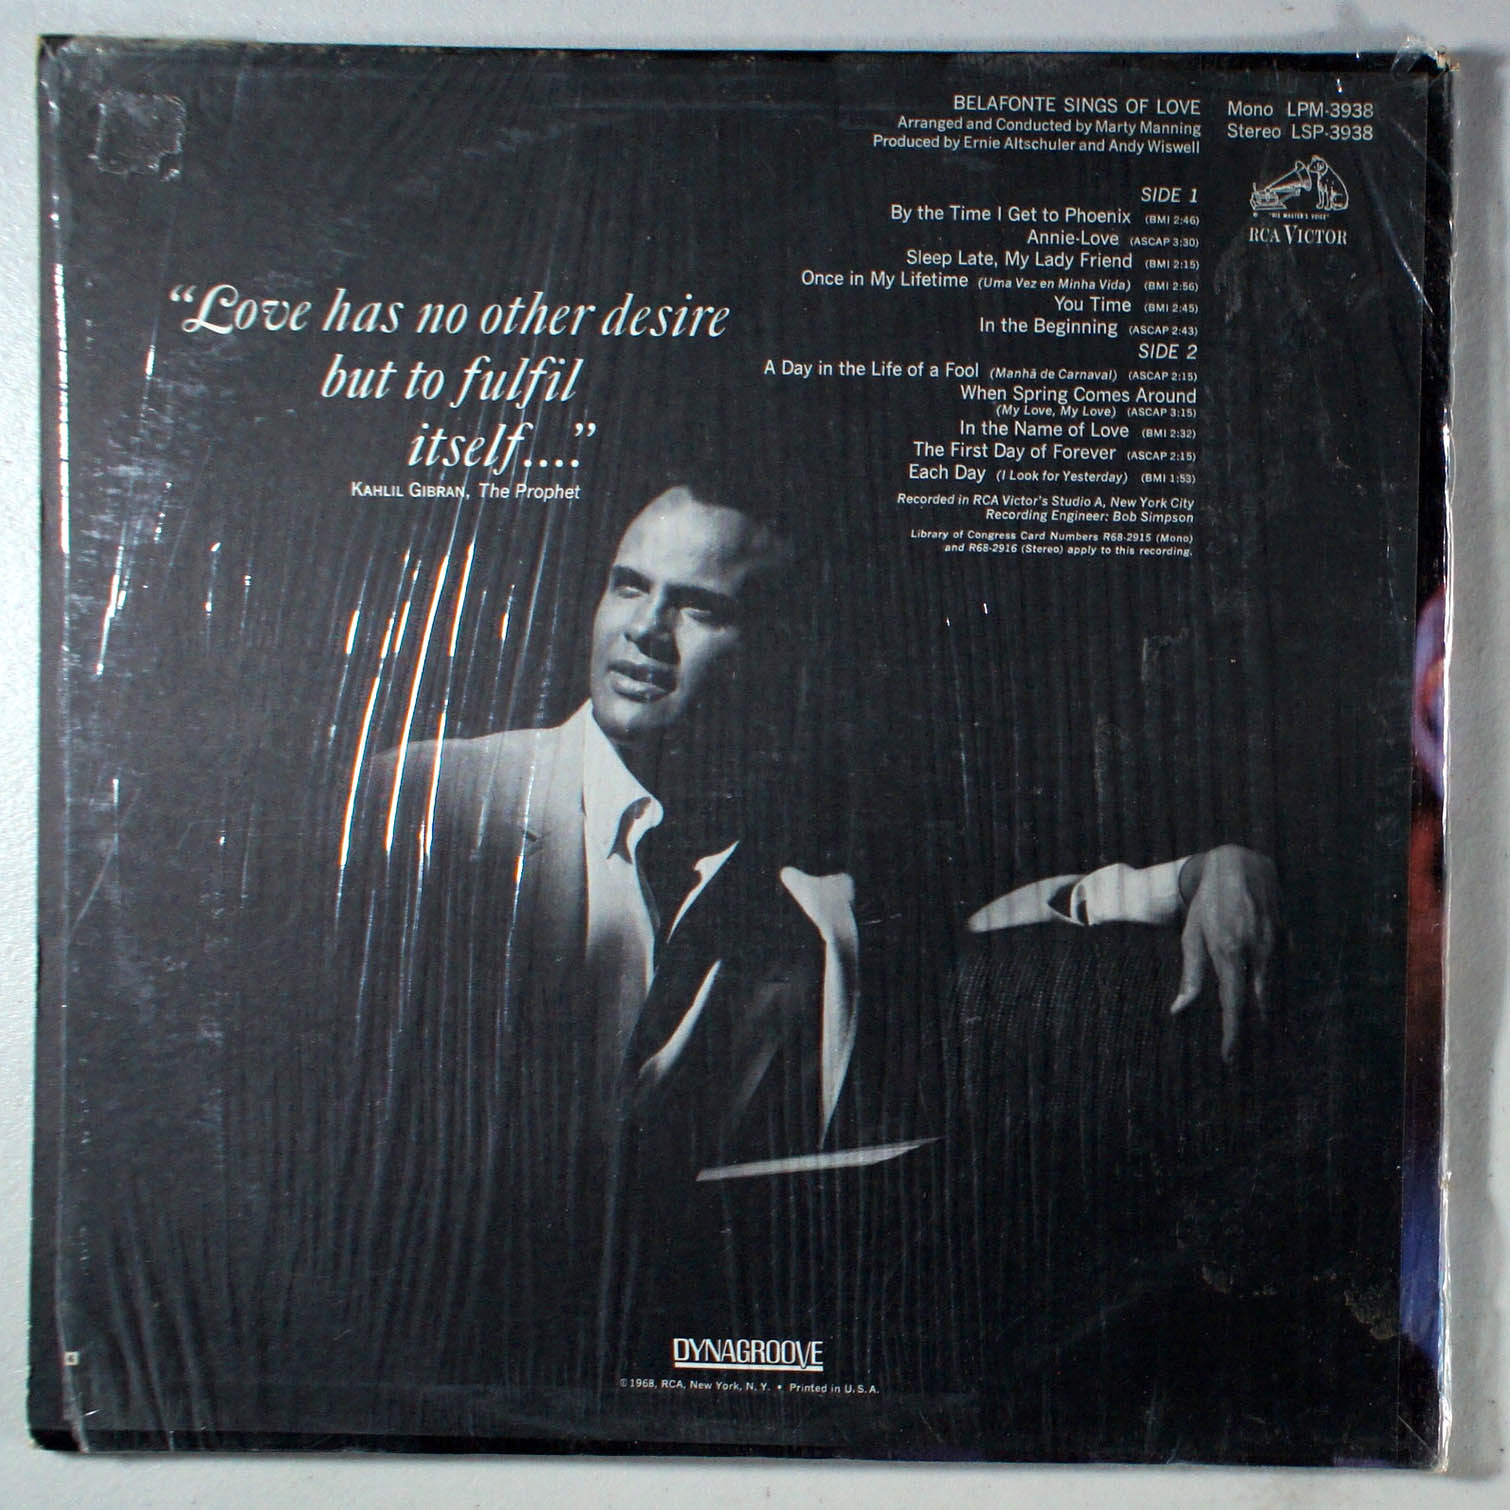 BELAFONTE SINGS OF LOVE
Arranged and Conducted by Marty Manning
Produced by Ernie Altschuler and Andy Wiswell
Mono LPM-3938
Stereo LSP-3938
"HIS MASTER'S VOICE"
RCA VICTOR
SIDE 1
By the Time I Get to Phoenix (BMI 2:46)
Annie-Love (ASCAP 3:30)
Sleep Late, My Lady Friend (BMI 2:15)
Once in My Lifetime (Uma Vez en Minha Vida) (BMI 2:56)
You Time (BMI 2:45)
In the Beginning (ASCAP 2:43)
SIDE 2
A Day in the Life of a Fool (Manhã de Carnaval) (ASCAP 2:15)
When Spring Comes Around
(My Love, My Love) (ASCAP 3:15)
In the Name of Love (BMI 2:32)
The First Day of Forever (ASCAP 2:15)
Each Day (I Look for Yesterday) (BMI 1:53)
Recorded in RCA Victor's Studio A, New York City
Recording Engineer: Bob Simpson
Library of Congress Card Numbers R68-2915 (Mono)
and R68-2916 (Stereo) apply to this recording.
“Love has no other desire
but to fulfil
itself....”
KAHLIL GIBRAN, The Prophet
DYNAGROOVE
©1968, RCA, New York, N. Y. • Printed in U. S. A.